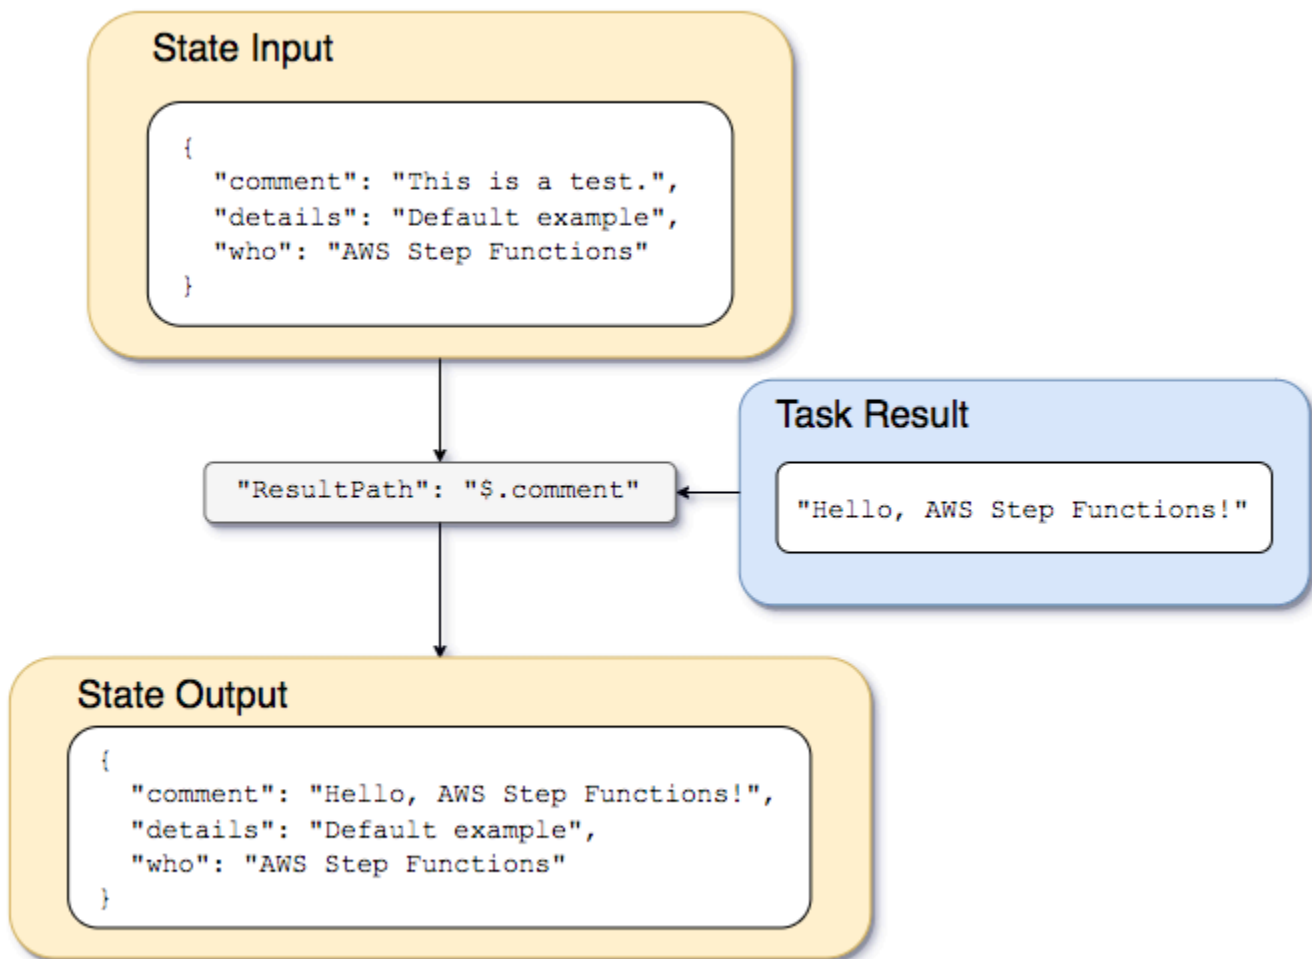 State Input
{
  "comment": "This is a test.",
  "details": "Default example",
  "who": "AWS Step Functions"
}
Task Result
"ResultPath": "$.comment"
"Hello, AWS Step Functions!"
State Output
{
  "comment": "Hello, AWS Step Functions!",
  "details": "Default example",
  "who": "AWS Step Functions"
}